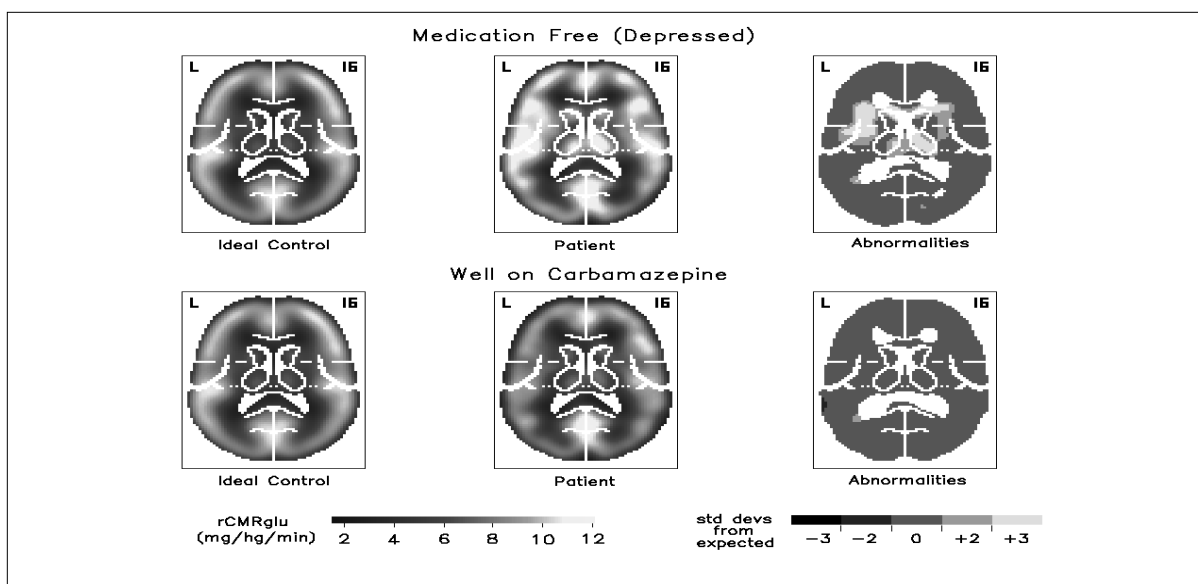 Medication Free (Depressed)
L 16 L 16 L 16
Ideal Control Patient Abnormalities
Well on Carbamazepine
L 16 L 16 L 16
Ideal Control Patient Abnormalities
rCMRglu
(mg/hg/min) 2 4 6 8 10 12
std devs
from
expected -3 -2 0 +2 +3